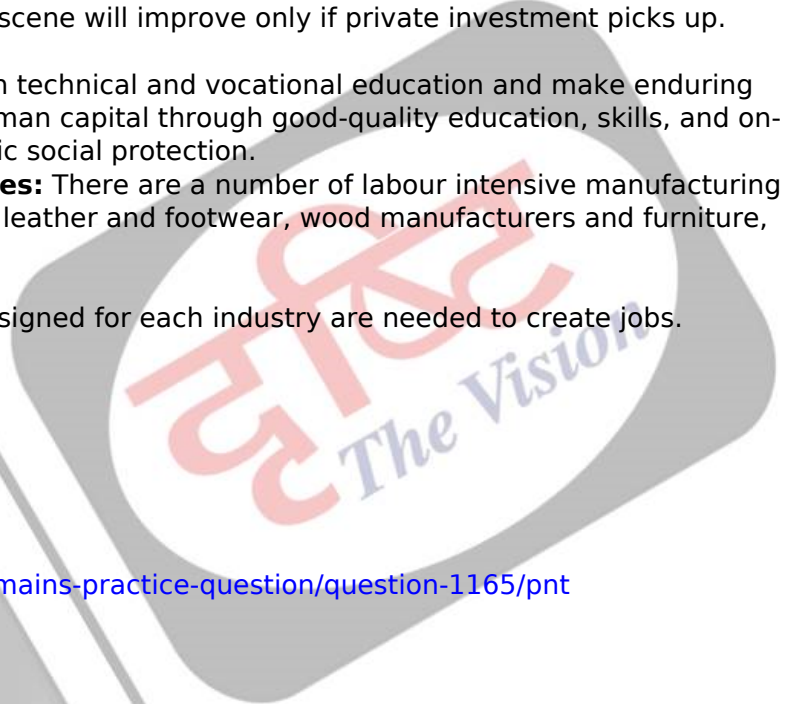 scene will improve only if private investment picks up.
n technical and vocational education and make enduring
man capital through good-quality education, skills, and on-
ic social protection.
es: There are a number of labour intensive manufacturing
leather and footwear, wood manufacturers and furniture,
signed for each industry are needed to create jobs.
दृष्टि
The Vision
mains-practice-question/question-1165/pnt